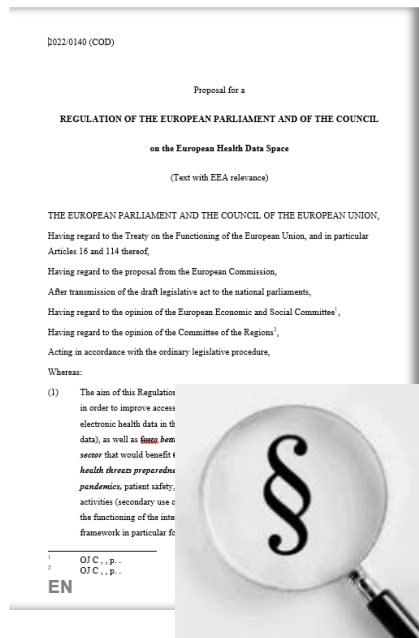 2022/0140 (COD)
Proposal for a
REGULATION OF THE EUROPEAN PARLIAMENT AND OF THE COUNCIL
on the European Health Data Space
(Text with EEA relevance)
THE EUROPEAN PARLIAMENT AND THE COUNCIL OF THE EUROPEAN UNION,
Having regard to the Treaty on the Functioning of the European Union, and in particular
Articles 16 and 114 thereof,
Having regard to the proposal from the European Commission,
After transmission of the draft legislative act to the national parliaments,
Having regard to the opinion of the European Economic and Social Committee¹,
Having regard to the opinion of the Committee of the Regions²,
Acting in accordance with the ordinary legislative procedure,
Whereas:
(1) The aim of this Regulation
in order to improve access
electronic health data in th
data), as well as bett
sector that would benefit
health threats preparedne
pandemics, patient safety,
activities (secondary use o
the functioning of the inte
framework in particular fo
1 OJ C , , p. .
2 OJ C , , p. .
EN
§